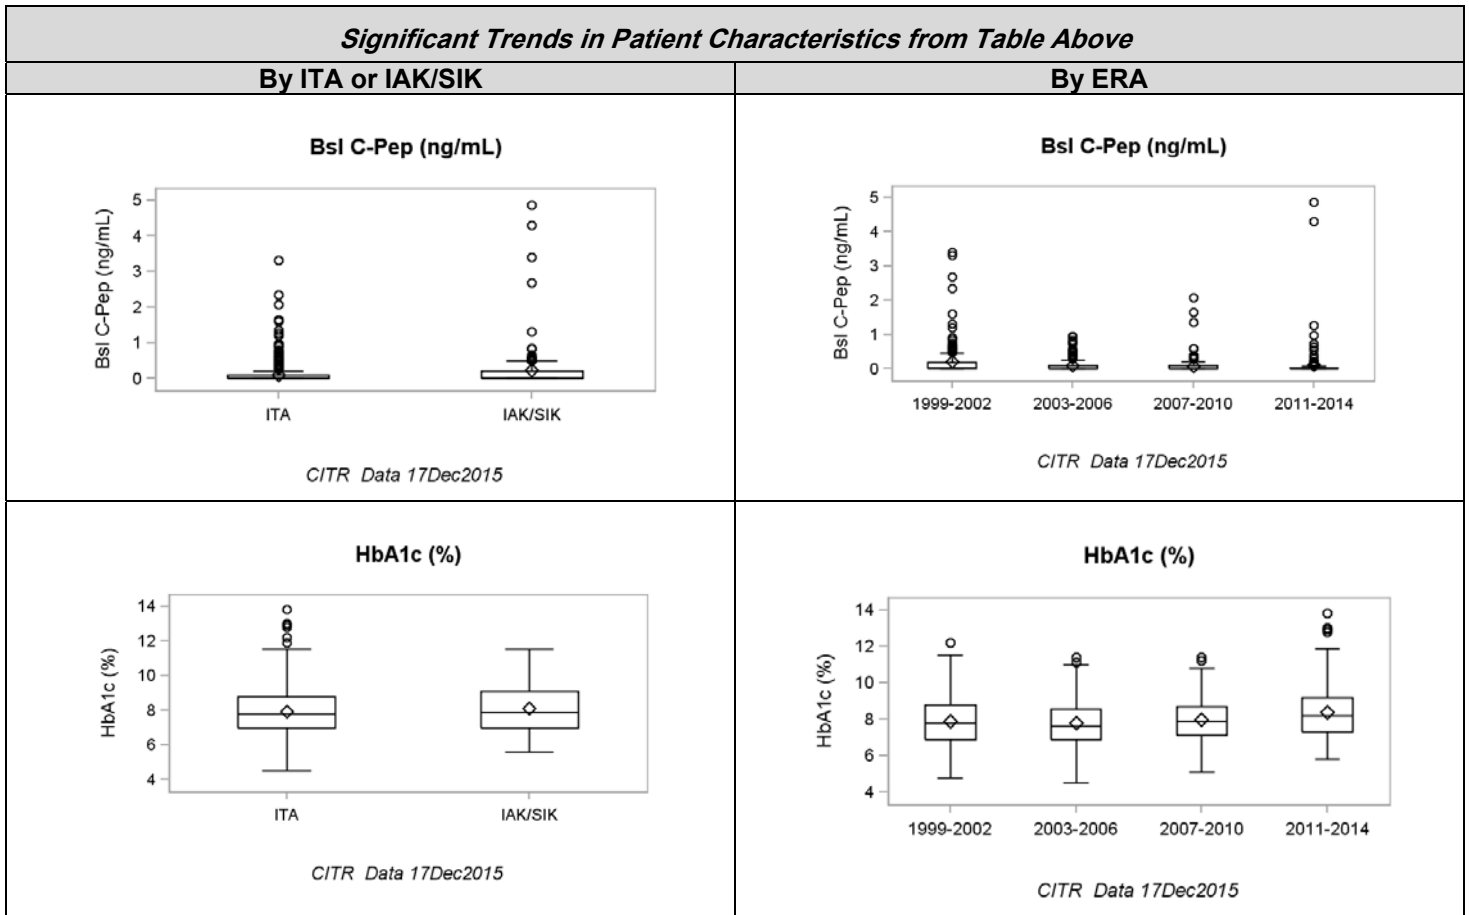 Significant Trends in Patient Characteristics from Table Above
By ITA or IAK/SIK
By ERA
Bsl C-Pep (ng/mL)
Bsl C-Pep (ng/mL)
5
4
3
2
1
0
ITA
IAK/SIK
CITR Data 17Dec2015
Bsl C-Pep (ng/mL)
Bsl C-Pep (ng/mL)
5
4
3
2
1
0
1999-2002
2003-2006
2007-2010
2011-2014
CITR Data 17Dec2015
HbA1c (%)
HbA1c (%)
14
12
10
8
6
4
ITA
IAK/SIK
CITR Data 17Dec2015
HbA1c (%)
HbA1c (%)
14
12
10
8
6
4
1999-2002
2003-2006
2007-2010
2011-2014
CITR Data 17Dec2015